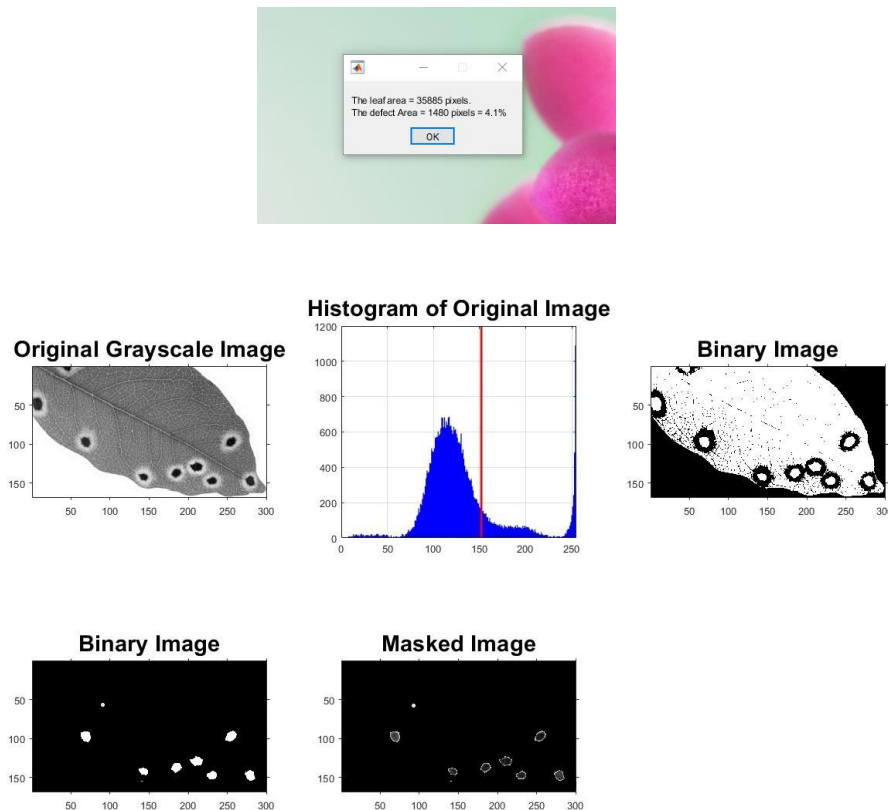 The leaf area = 35885 pixels.
The defect Area = 1480 pixels = 4.1%
OK
Original Grayscale Image
50
100
150
50 100 150 200 250 300
Histogram of Original Image
1200
1000
800
600
400
200
0
0 50 100 150 200 250
Binary Image
50
100
150
50 100 150 200 250 300
Binary Image
50
100
150
50 100 150 200 250 300
Masked Image
50
100
150
50 100 150 200 250 300